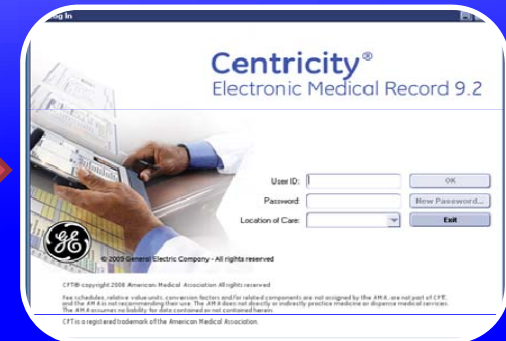 Log In
Centricity®
Electronic Medical Record 9.2
User ID:
OK
Password:
New Password...
Location of Care:
Exit
© 2009 General Electric Company - All rights reserved
CPT® copyright 2008 American Medical Association All rights reserved
Fee schedules, relative value units, conversion factors and/or related components are not assigned by the AMA, are not part of CPT,
and the AMA is not recommending their use. The AMA does not directly or indirectly practice medicine or dispense medical services.
The AMA assumes no liability for data contained or not contained herein.
CPT is a registered trademark of the American Medical Association.